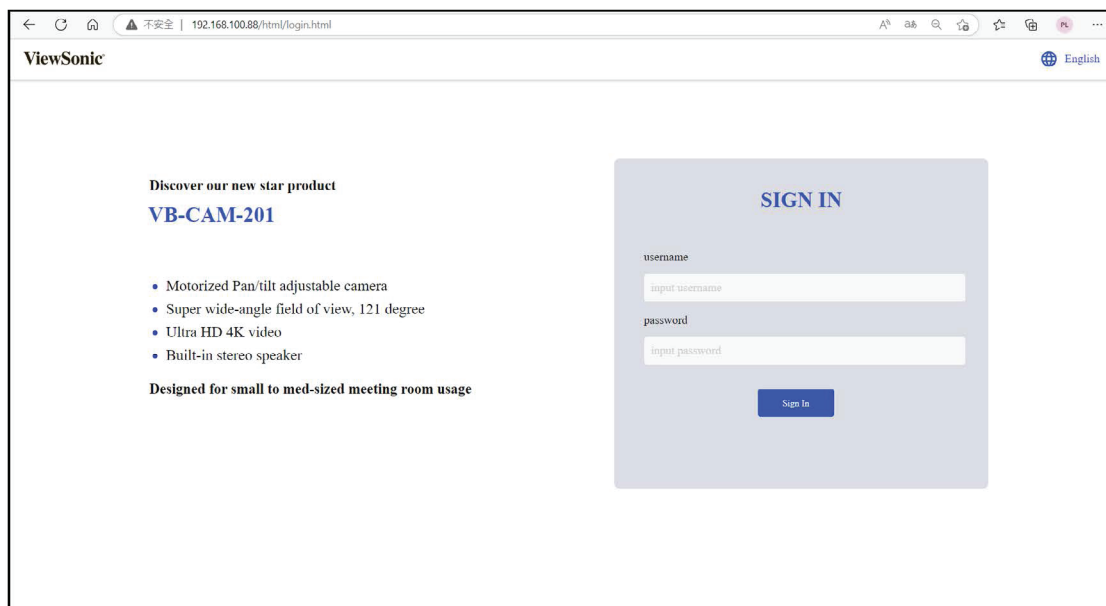 不安全 | 192.168.100.88/html/login.html
A aあ PL ...
ViewSonic
English
Discover our new star product
VB-CAM-201
• Motorized Pan/tilt adjustable camera
• Super wide-angle field of view, 121 degree
• Ultra HD 4K video
• Built-in stereo speaker
Designed for small to med-sized meeting room usage
SIGN IN
username
input username
password
input password
Sign In